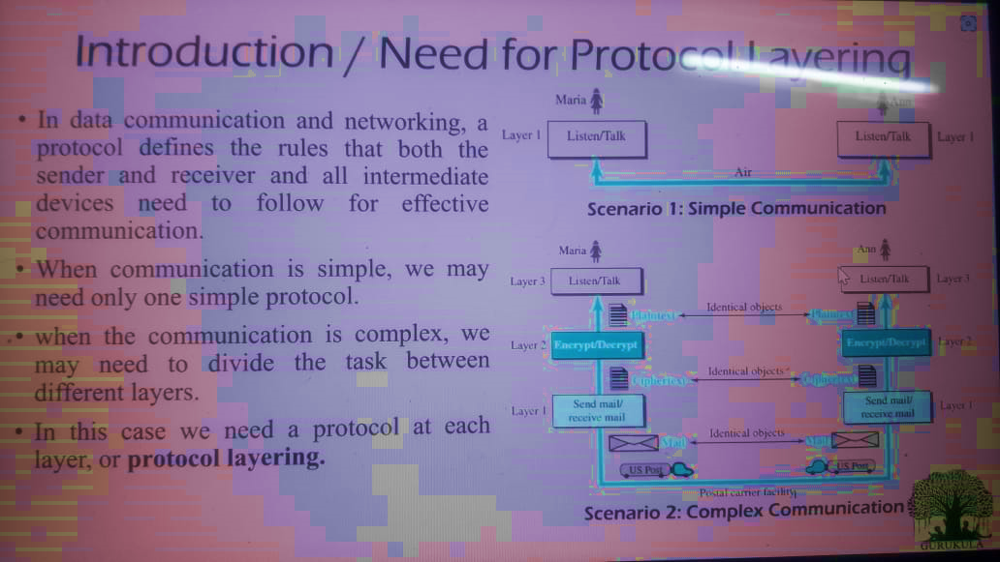 Introduction / Need for Protocol Layering
• In data communication and networking, a
protocol defines the rules that both the
sender and receiver and all intermediate
devices need to follow for effective
communication.
• When communication is simple, we may
need only one simple protocol.
• when the communication is complex, we
may need to divide the task between
different layers.
• In this case we need a protocol at each
layer, or protocol layering.
Maria
Ann
Layer 1
Listen/Talk
Listen/Talk
Layer 1
Air
Scenario 1: Simple Communication
Maria
Ann
Layer 3
Listen/Talk
Listen/Talk
Layer 3
Plaintext
Identical objects
Plaintext
Layer 2
Encrypt/Decrypt
Encrypt/Decrypt
Layer 2
Ciphertext
Identical objects
Ciphertext
Layer 1
Send mail/
receive mail
Send mail/
receive mail
Layer 1
Mail
Identical objects
Mail
US Post
US Post
Postal carrier facility
Scenario 2: Complex Communication
GURUKULA